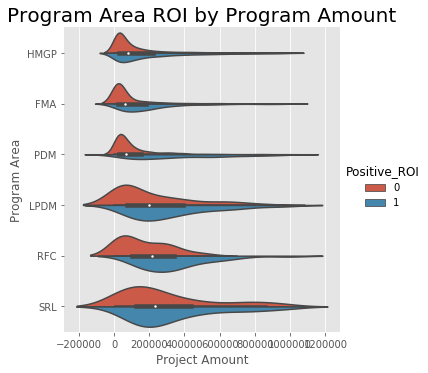 Program Area ROI by Program Amount
HMGP
FMA
PDM
LPDM
RFC
SRL
Program Area
−200000 0 200000 400000 600000 800000 1000000 1200000
Project Amount
Positive_ROI
0
1